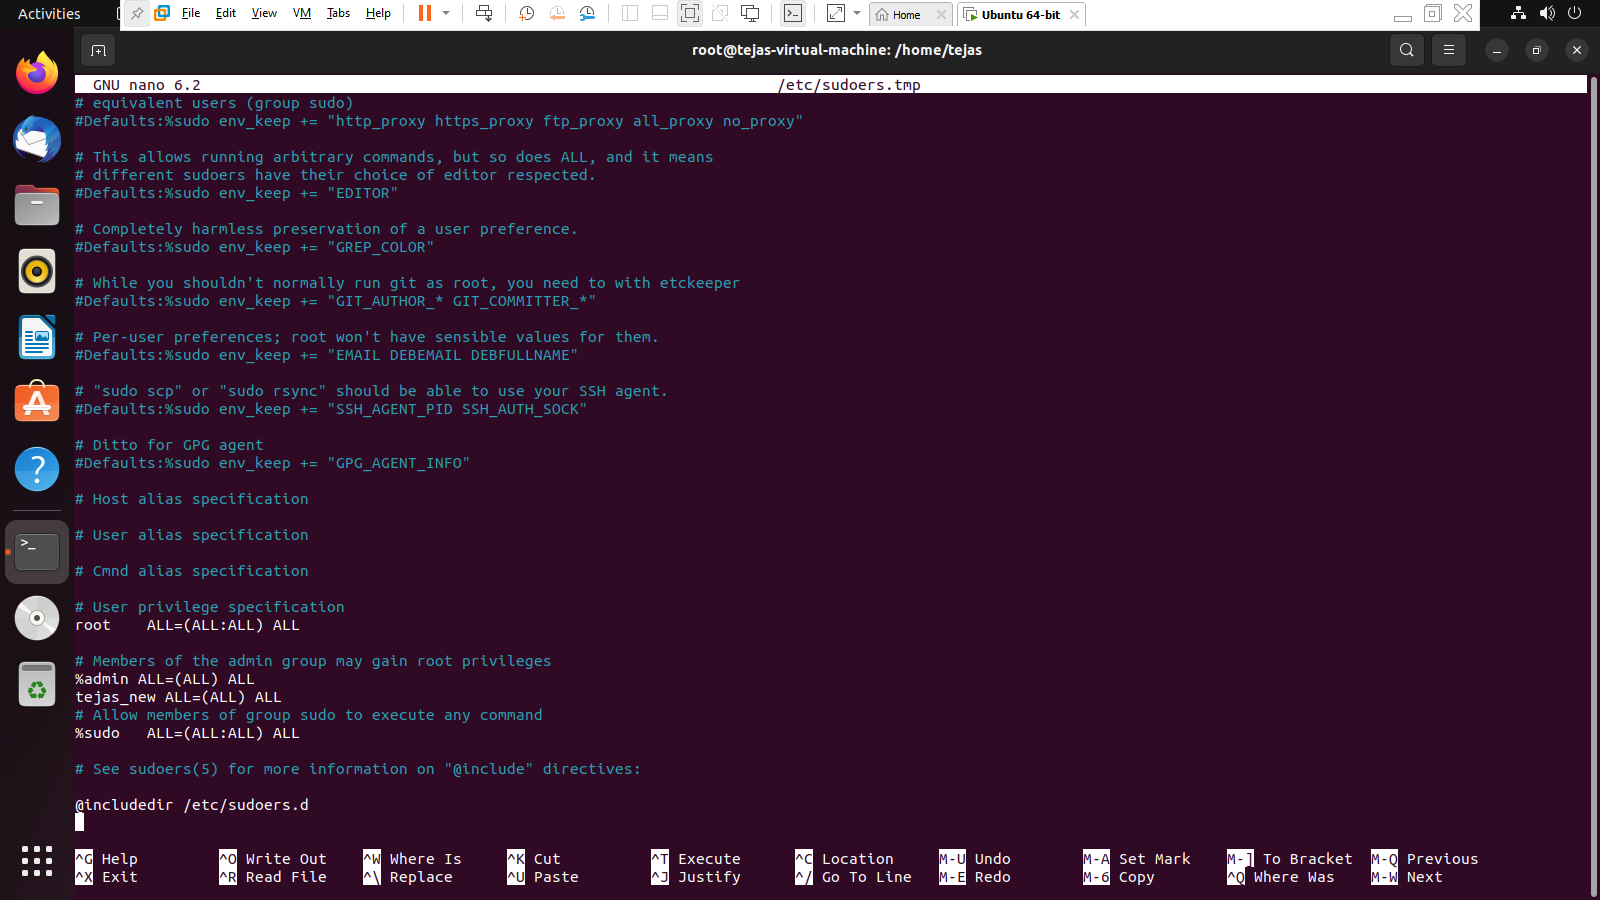 Activities
File Edit View VM Tabs Help
Home
Ubuntu 64-bit
root@tejas-virtual-machine: /home/tejas
GNU nano 6.2 /etc/sudoers.tmp
# equivalent users (group sudo)
#Defaults:%sudo env_keep += "http_proxy https_proxy ftp_proxy all_proxy no_proxy"
# This allows running arbitrary commands, but so does ALL, and it means
# different sudoers have their choice of editor respected.
#Defaults:%sudo env_keep += "EDITOR"
# Completely harmless preservation of a user preference.
#Defaults:%sudo env_keep += "GREP_COLOR"
# While you shouldn't normally run git as root, you need to with etckeeper
#Defaults:%sudo env_keep += "GIT_AUTHOR_* GIT_COMMITTER_*"
# Per-user preferences; root won't have sensible values for them.
#Defaults:%sudo env_keep += "EMAIL DEBEMAIL DEBFULLNAME"
# "sudo scp" or "sudo rsync" should be able to use your SSH agent.
#Defaults:%sudo env_keep += "SSH_AGENT_PID SSH_AUTH_SOCK"
# Ditto for GPG agent
#Defaults:%sudo env_keep += "GPG_AGENT_INFO"
# Host alias specification
# User alias specification
# Cmnd alias specification
# User privilege specification
root    ALL=(ALL:ALL) ALL
# Members of the admin group may gain root privileges
%admin ALL=(ALL) ALL
tejas_new ALL=(ALL) ALL
# Allow members of group sudo to execute any command
%sudo   ALL=(ALL:ALL) ALL
# See sudoers(5) for more information on "@include" directives:
@includedir /etc/sudoers.d
^G Help ^O Write Out ^W Where Is ^K Cut ^T Execute ^C Location M-U Undo M-A Set Mark M-] To Bracket M-Q Previous
^X Exit ^R Read File ^\ Replace ^U Paste ^J Justify ^/ Go To Line M-E Redo M-6 Copy ^Q Where Was M-W Next